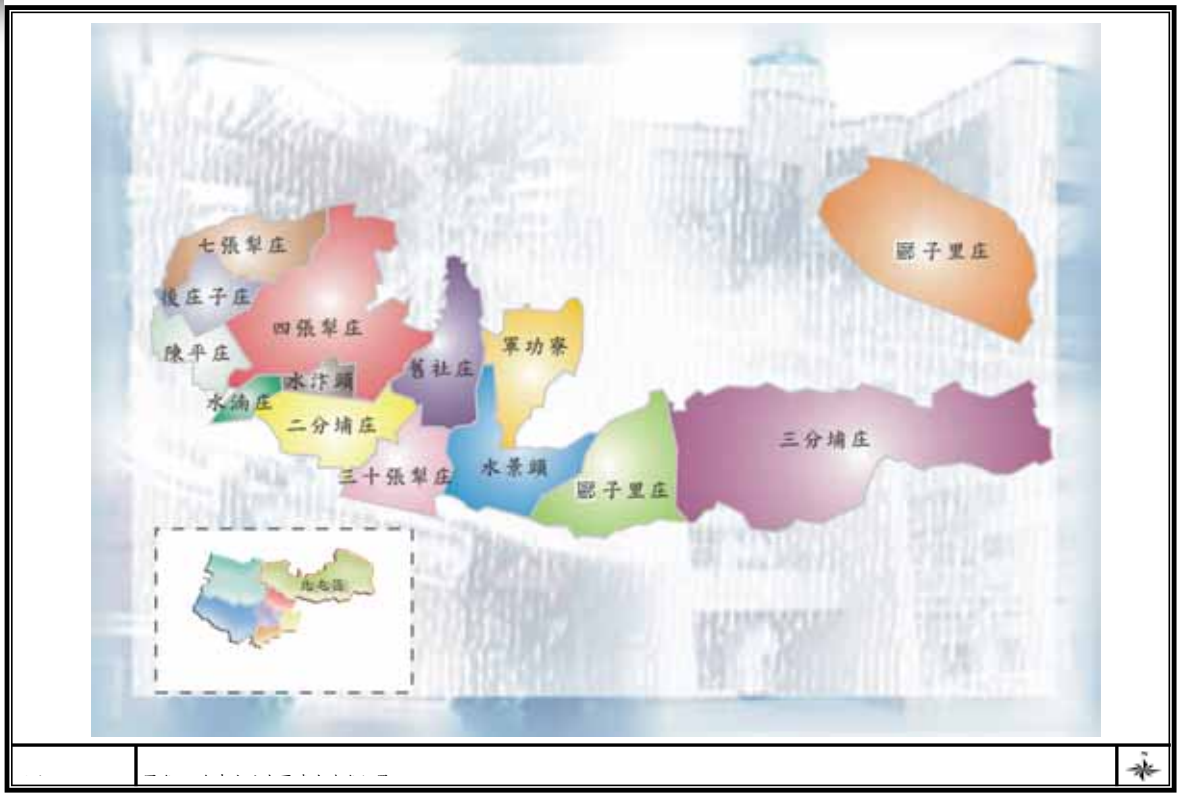 廍子里庄
七張犁庄
後庄子庄
四張犁庄
軍功寮
陳平庄
舊社庄
水汴頭
水湳庄
二分埔庄
三分埔庄
水景頭
三十張犁庄
廍子里庄
北屯區